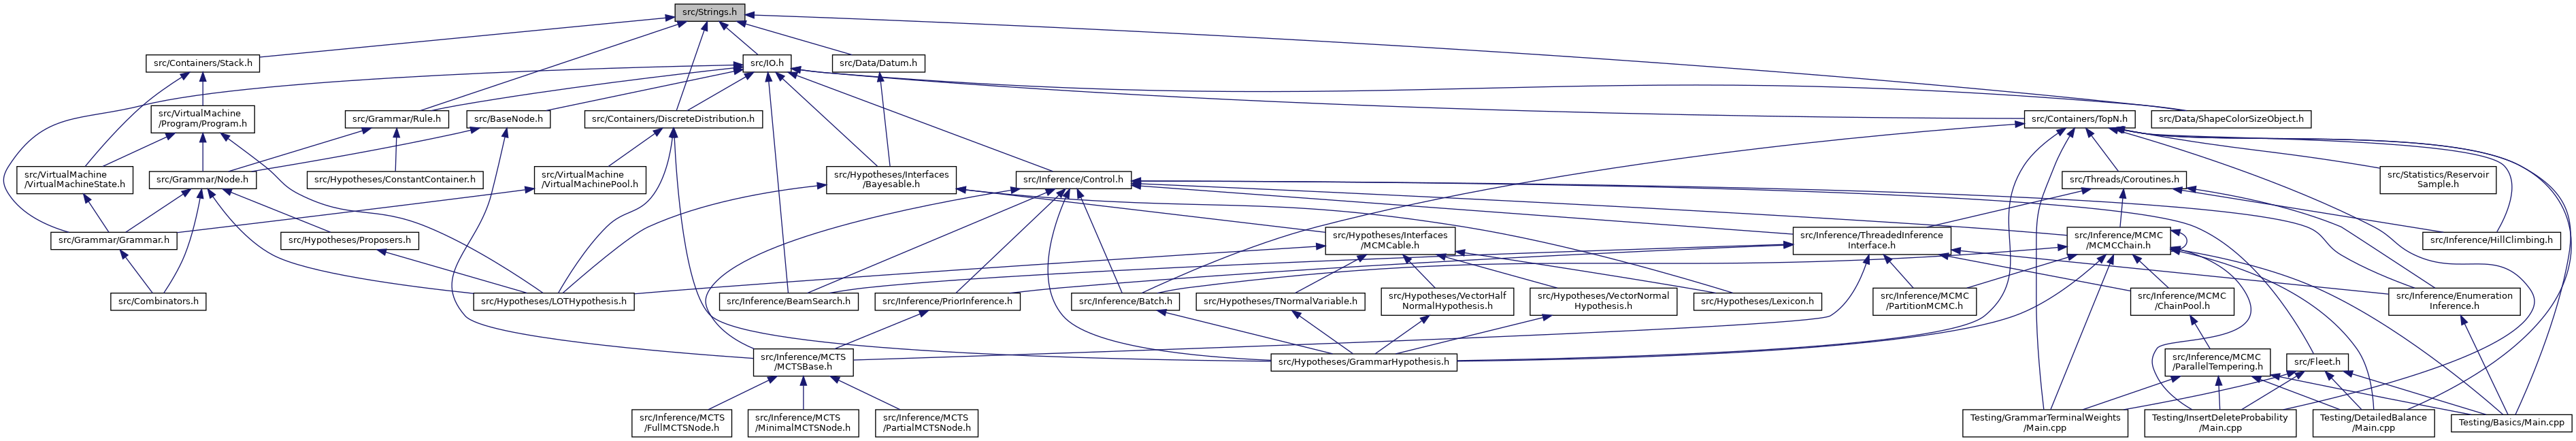 src/Strings.h
src/Containers/Stack.h
src/IO.h
src/Data/Datum.h
src/VirtualMachine
/Program/Program.h
src/Grammar/Rule.h
src/BaseNode.h
src/Containers/DiscreteDistribution.h
src/Containers/TopN.h
src/Data/ShapeColorSizeObject.h
src/VirtualMachine
/VirtualMachineState.h
src/Grammar/Node.h
src/Hypotheses/ConstantContainer.h
src/VirtualMachine
/VirtualMachinePool.h
src/Hypotheses/Interfaces
/Bayesable.h
src/Inference/Control.h
src/Threads/Coroutines.h
src/Statistics/Reservoir
Sample.h
src/Grammar/Grammar.h
src/Hypotheses/Proposers.h
src/Hypotheses/Interfaces
/MCMCable.h
src/Inference/ThreadedInference
Interface.h
src/Inference/MCMC
/MCMCChain.h
src/Inference/HillClimbing.h
src/Combinators.h
src/Hypotheses/LOTHypothesis.h
src/Inference/BeamSearch.h
src/Inference/PriorInference.h
src/Inference/Batch.h
src/Hypotheses/TNormalVariable.h
src/Hypotheses/VectorHalf
NormalHypothesis.h
src/Hypotheses/VectorNormal
Hypothesis.h
src/Hypotheses/Lexicon.h
src/Inference/MCMC
/PartitionMCMC.h
src/Inference/MCMC
/ChainPool.h
src/Inference/Enumeration
Inference.h
src/Inference/MCTS
/MCTSBase.h
src/Hypotheses/GrammarHypothesis.h
src/Inference/MCMC
/ParallelTempering.h
src/Fleet.h
src/Inference/MCTS
/FullMCTSNode.h
src/Inference/MCTS
/MinimalMCTSNode.h
src/Inference/MCTS
/PartialMCTSNode.h
Testing/GrammarTerminalWeights
/Main.cpp
Testing/InsertDeleteProbability
/Main.cpp
Testing/DetailedBalance
/Main.cpp
Testing/Basics/Main.cpp